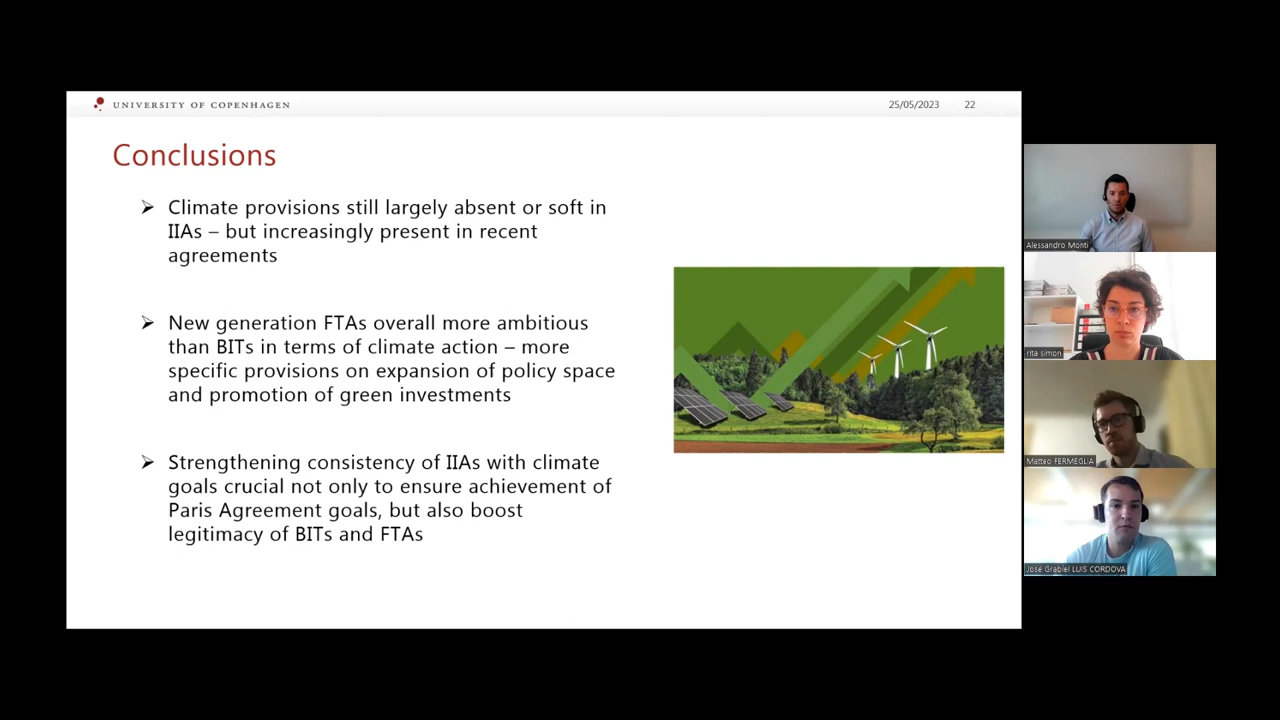 UNIVERSITY OF COPENHAGEN
25/05/2023 22
Conclusions
➢ Climate provisions still largely absent or soft in
IIAs – but increasingly present in recent
agreements
➢ New generation FTAs overall more ambitious
than BITs in terms of climate action – more
specific provisions on expansion of policy space
and promotion of green investments
➢ Strengthening consistency of IIAs with climate
goals crucial not only to ensure achievement of
Paris Agreement goals, but also boost
legitimacy of BITs and FTAs
Alessandro Monti
rita simon
Matteo FERMEGLIA
José Grabiel LUIS CORDOVA